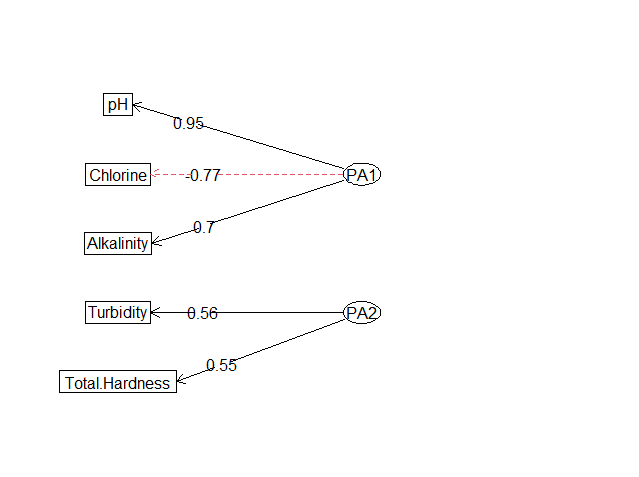 pH
0.95
Chlorine
-0.77
PA1
Alkalinity
0.7
Turbidity
0.56
PA2
0.55
Total.Hardness